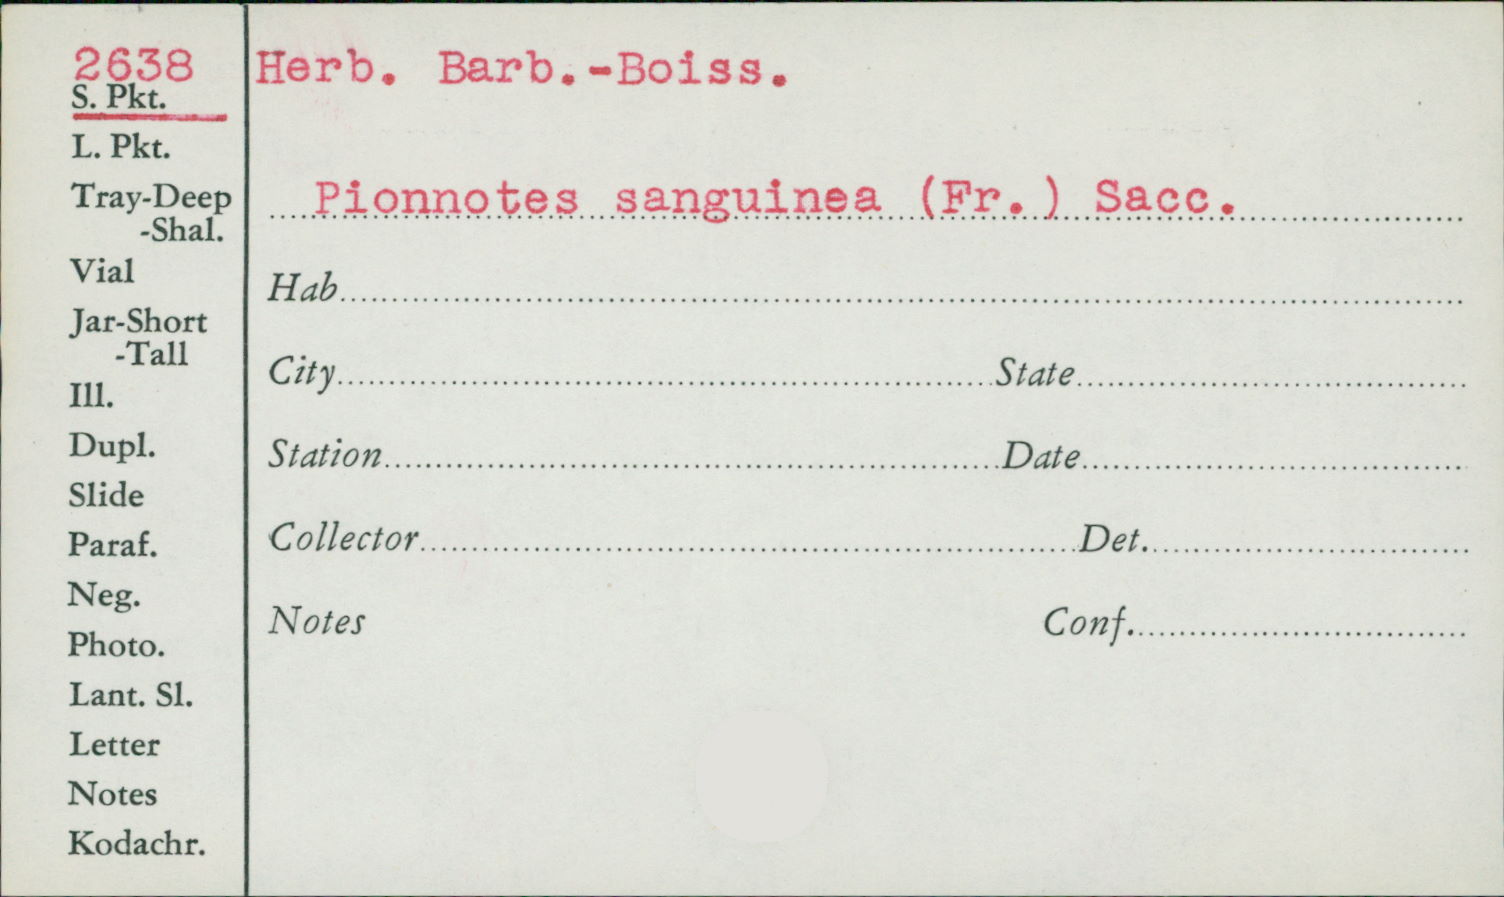 2638
S. Pkt.
L. Pkt.
Tray-Deep
-Shal.
Vial
Jar-Short
-Tall
Ill.
Dupl.
Slide
Paraf.
Neg.
Photo.
Lant. Sl.
Letter
Notes
Kodachr.
Herb. Barb.-Boiss.
Pionnotes sanguinea (Fr.) Sacc.
Hab
City State
Station Date
Collector Det.
Notes Conf.